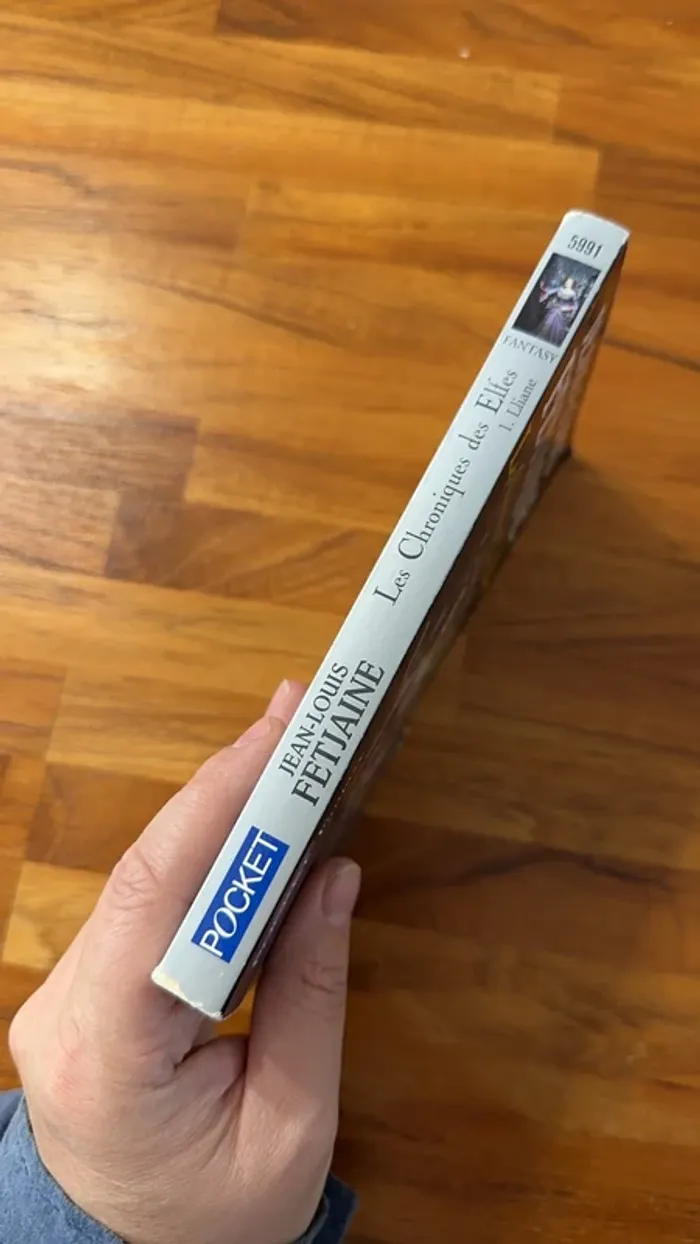 5991
FANTASY
Les Chroniques des Elfes
1. Lliane
JEAN-LOUIS
FETJAINE
POCKET